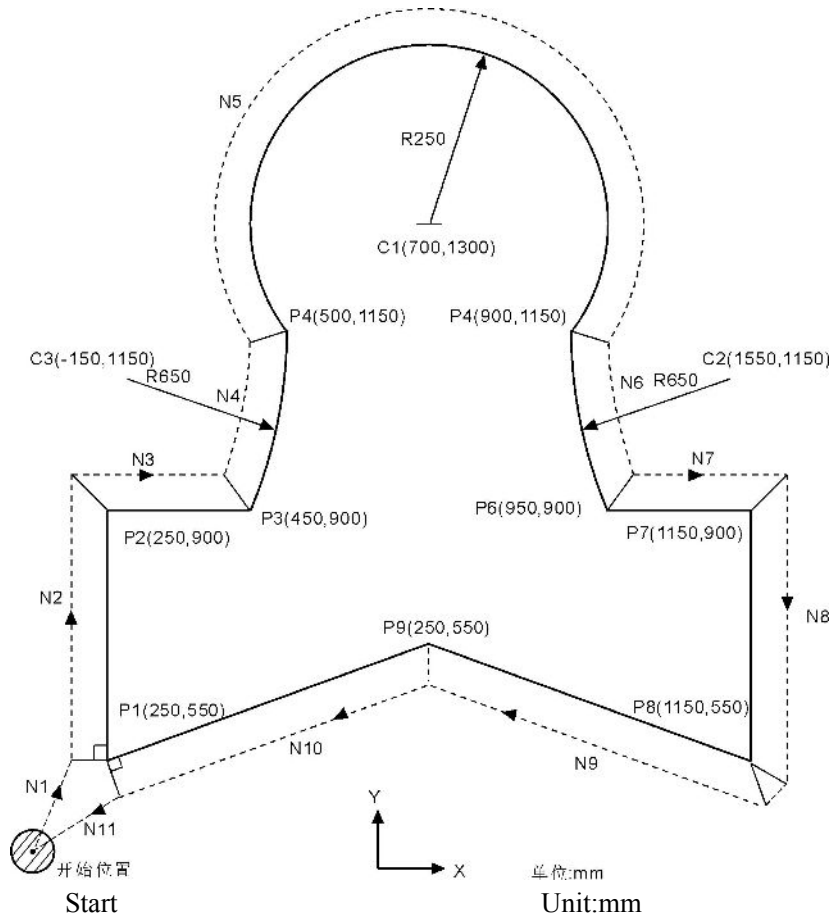 N5
R250
C1(700,1300)
P4(500,1150) P4(900,1150)
C3(-150,1150) C2(1550,1150)
R650 N4 N6 R650
N3 N7
P3(450,900) P6(950,900)
P2(250,900) P7(1150,900)
N2 N8
P9(250,550)
P1(250,550) P8(1150,550)
N10 N9
N1
N11
Y
X
开始位置 单位:mm
Start Unit:mm